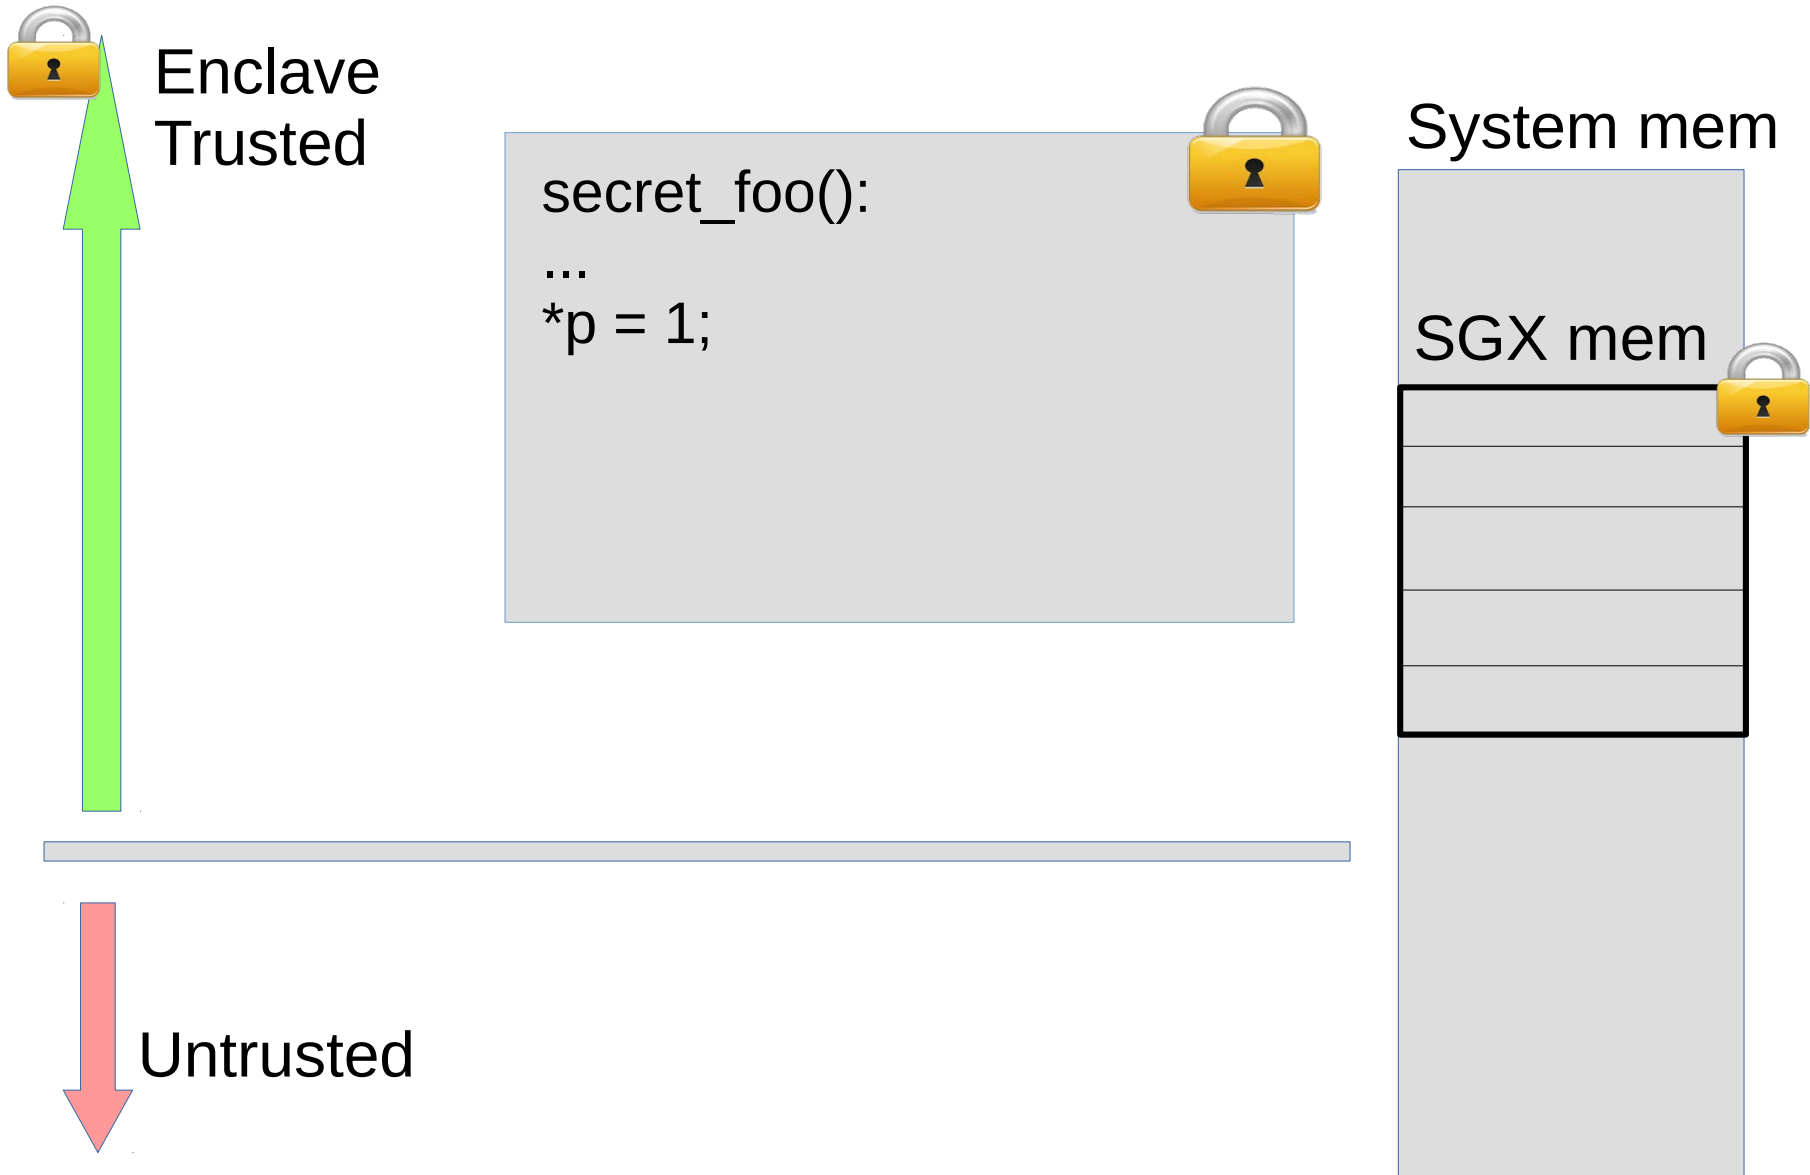 Enclave
Trusted
secret_foo():
...
*p = 1;
System mem
SGX mem
Untrusted